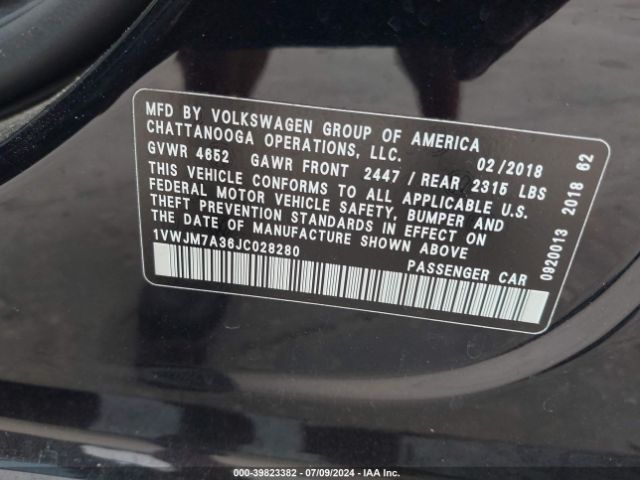 MFD BY VOLKSWAGEN GROUP OF AMERICA
CHATTANOOGA OPERATIONS, LLC. 02/2018
GVWR 4652 GAWR FRONT 2447 / REAR 2315 LBS
THIS VEHICLE CONFORMS TO ALL APPLICABLE U.S.
FEDERAL MOTOR VEHICLE SAFETY, BUMPER AND
THEFT PREVENTION STANDARDS IN EFFECT ON
THE DATE OF MANUFACTURE SHOWN ABOVE
1VWJM7A36JC028280 PASSENGER CAR
0920013 2018 62
000-39823382 / 07/09/2024 - IAA Inc.